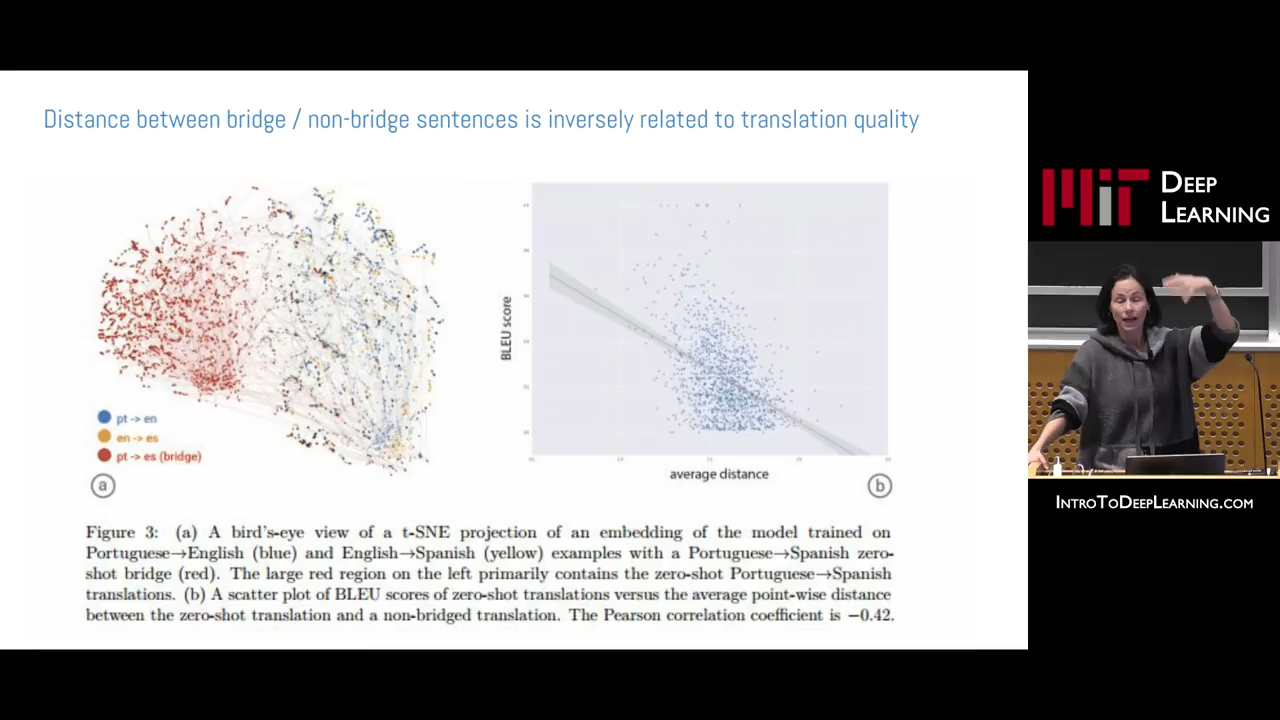 Distance between bridge / non-bridge sentences is inversely related to translation quality
pt -> en
en -> es
pt -> es (bridge)
a
BLEU score
average distance
b
Figure 3: (a) A bird's-eye view of a t-SNE projection of an embedding of the model trained on
Portuguese→English (blue) and English→Spanish (yellow) examples with a Portuguese→Spanish zero-
shot bridge (red). The large red region on the left primarily contains the zero-shot Portuguese→Spanish
translations. (b) A scatter plot of BLEU scores of zero-shot translations versus the average point-wise distance
between the zero-shot translation and a non-bridged translation. The Pearson correlation coefficient is −0.42.
MIT
DEEP
LEARNING
INTROTODEEPLEARNING.COM